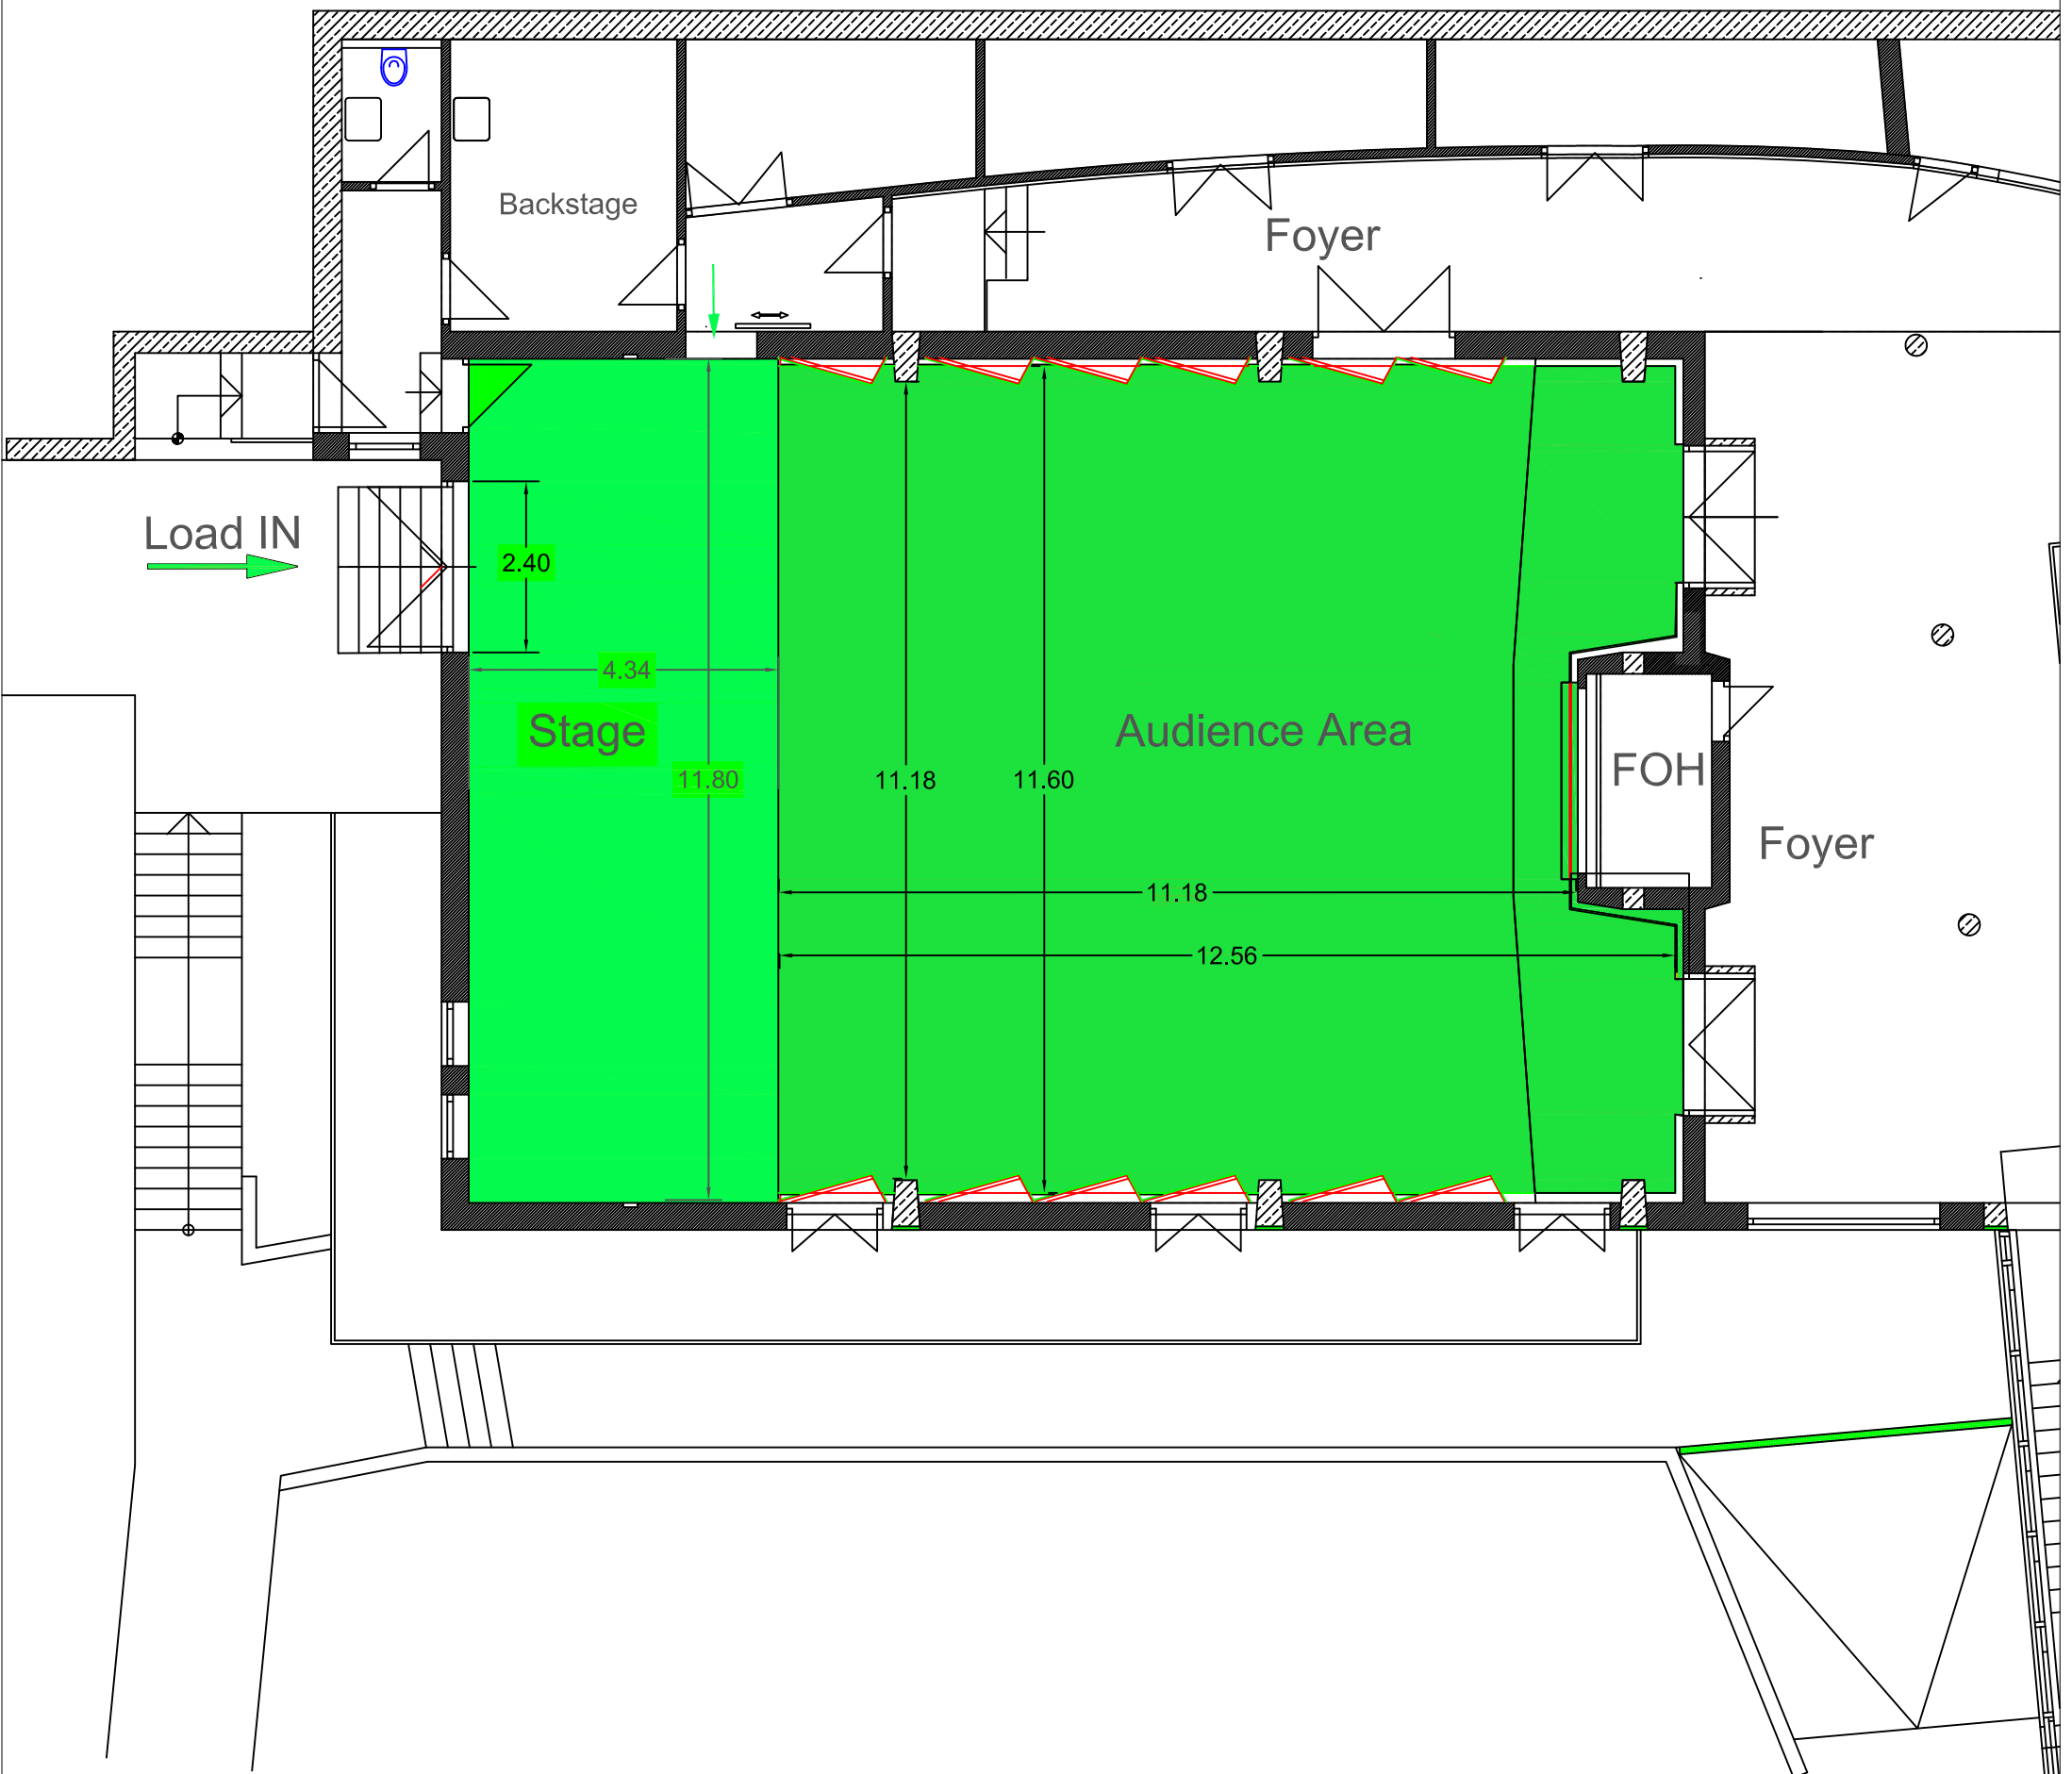 Backstage
Foyer
Load IN
2.40
4.34
Stage
Audience Area
11.80
11.18
11.60
FOH
Foyer
11.18
12.56